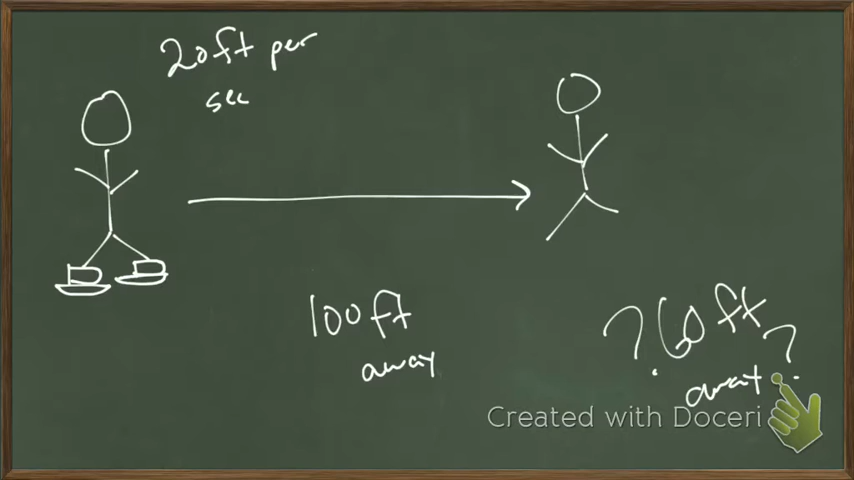 20ft per
sec
100ft
away
? 60ft
away ?
Created with Doceri